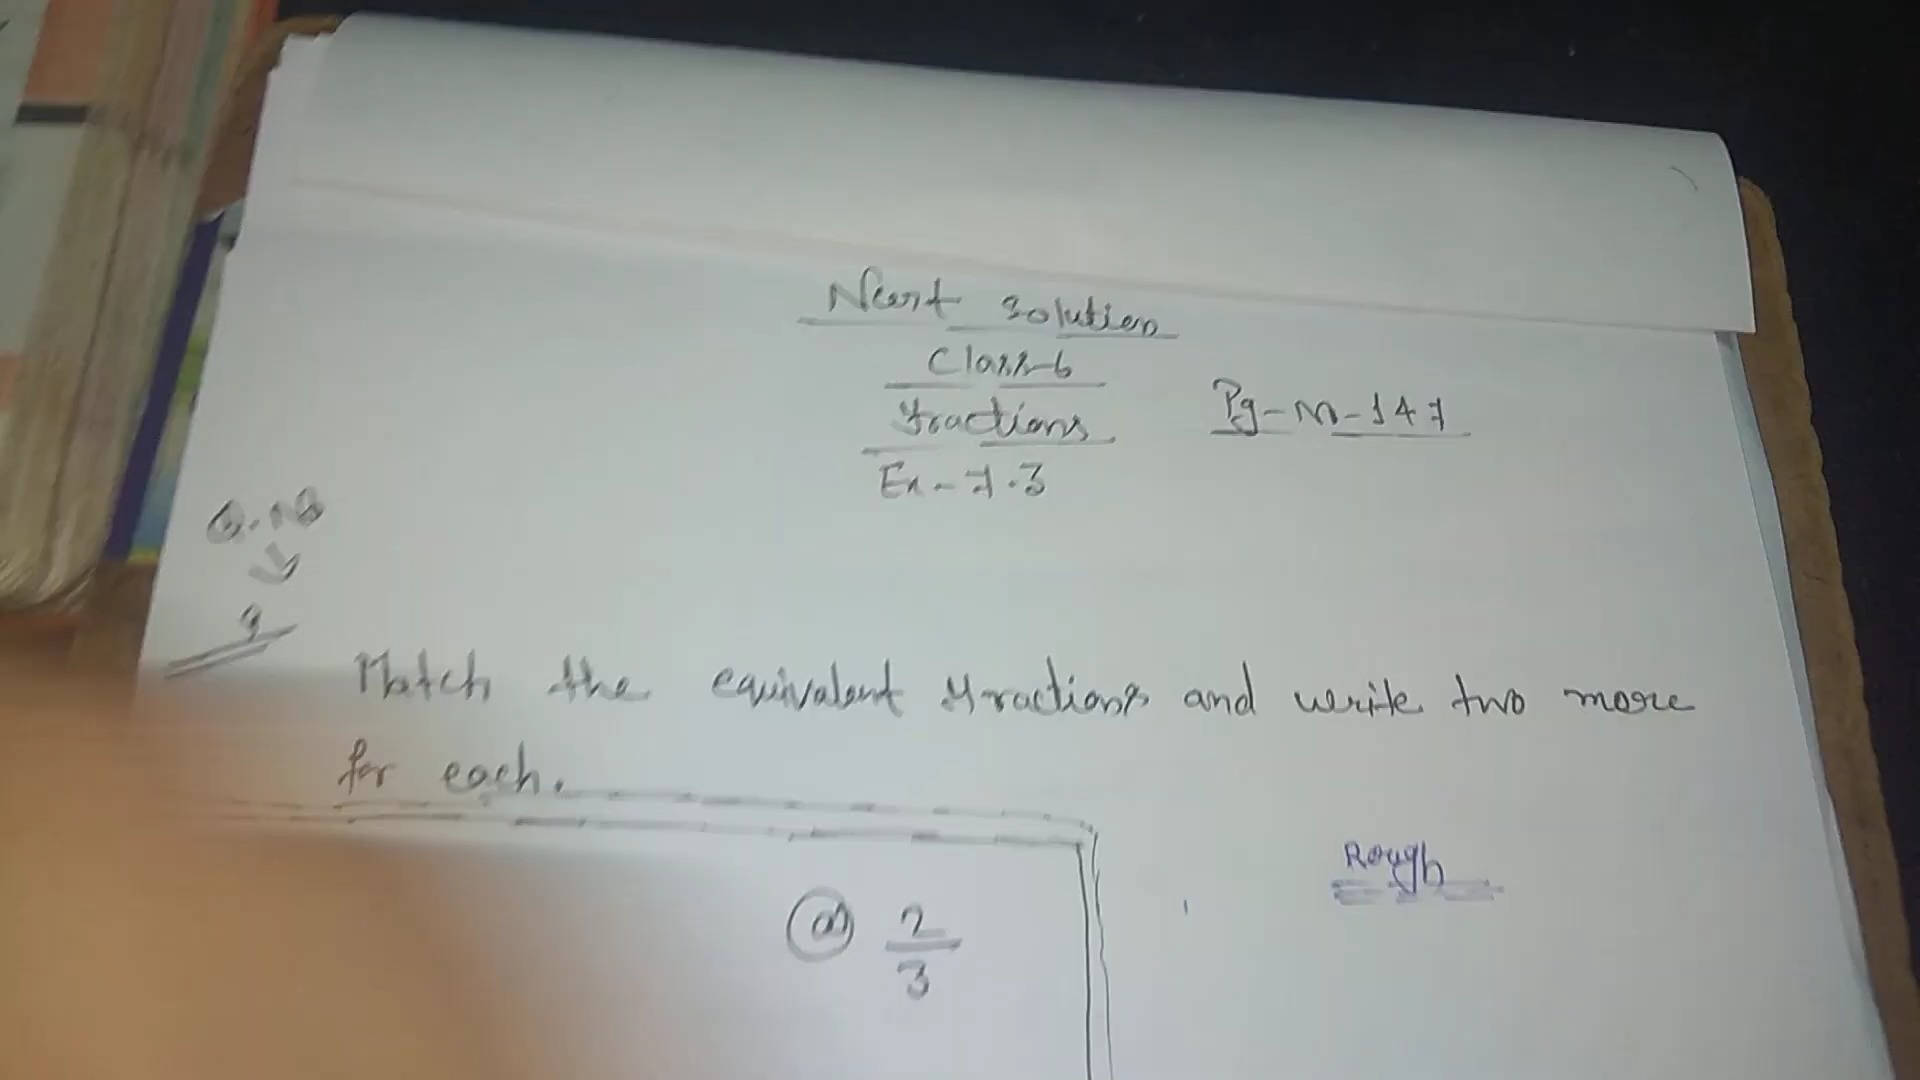 Ncert Solution
Class-6
Fractions
Pg-N-147
Ex-7.3
9
Match the equivalent fractions and write two more
for each.
Rough
(a) 2/3